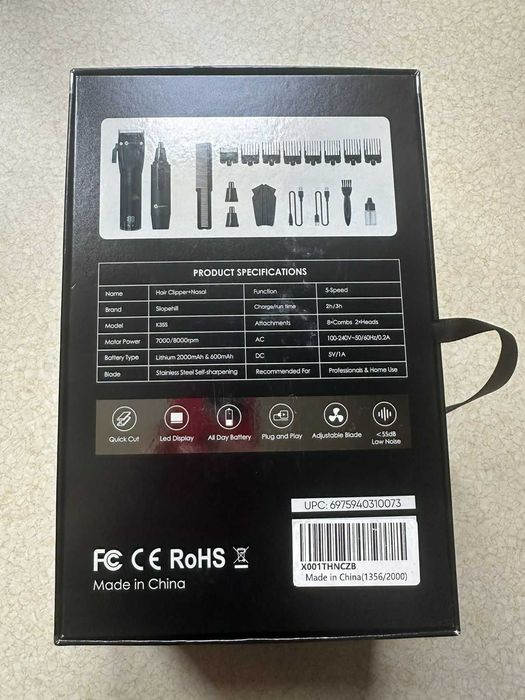 PRODUCT SPECIFICATIONS
Name Hair Clipper+Nasal Function 5-Speed
Brand Slopehill Charge/run time 2h/3h
Model K35S Attachments 8×Combs 2×Heads
Motor Power 7000/8000rpm AC 100-240V~50/60Hz/0.2A
Battery Type Lithium 2000mAh & 600mAh DC 5V/1A
Blade Stainless Steel Self-sharpening Recommended For Professionals & Home Use
Quick Cut Led Display All Day Battery Plug and Play Adjustable Blade <55dB
Low Noise
UPC: 6975940310073
X001THNCZB
Made in China(1356/2000)
FC CE RoHS
Made in China